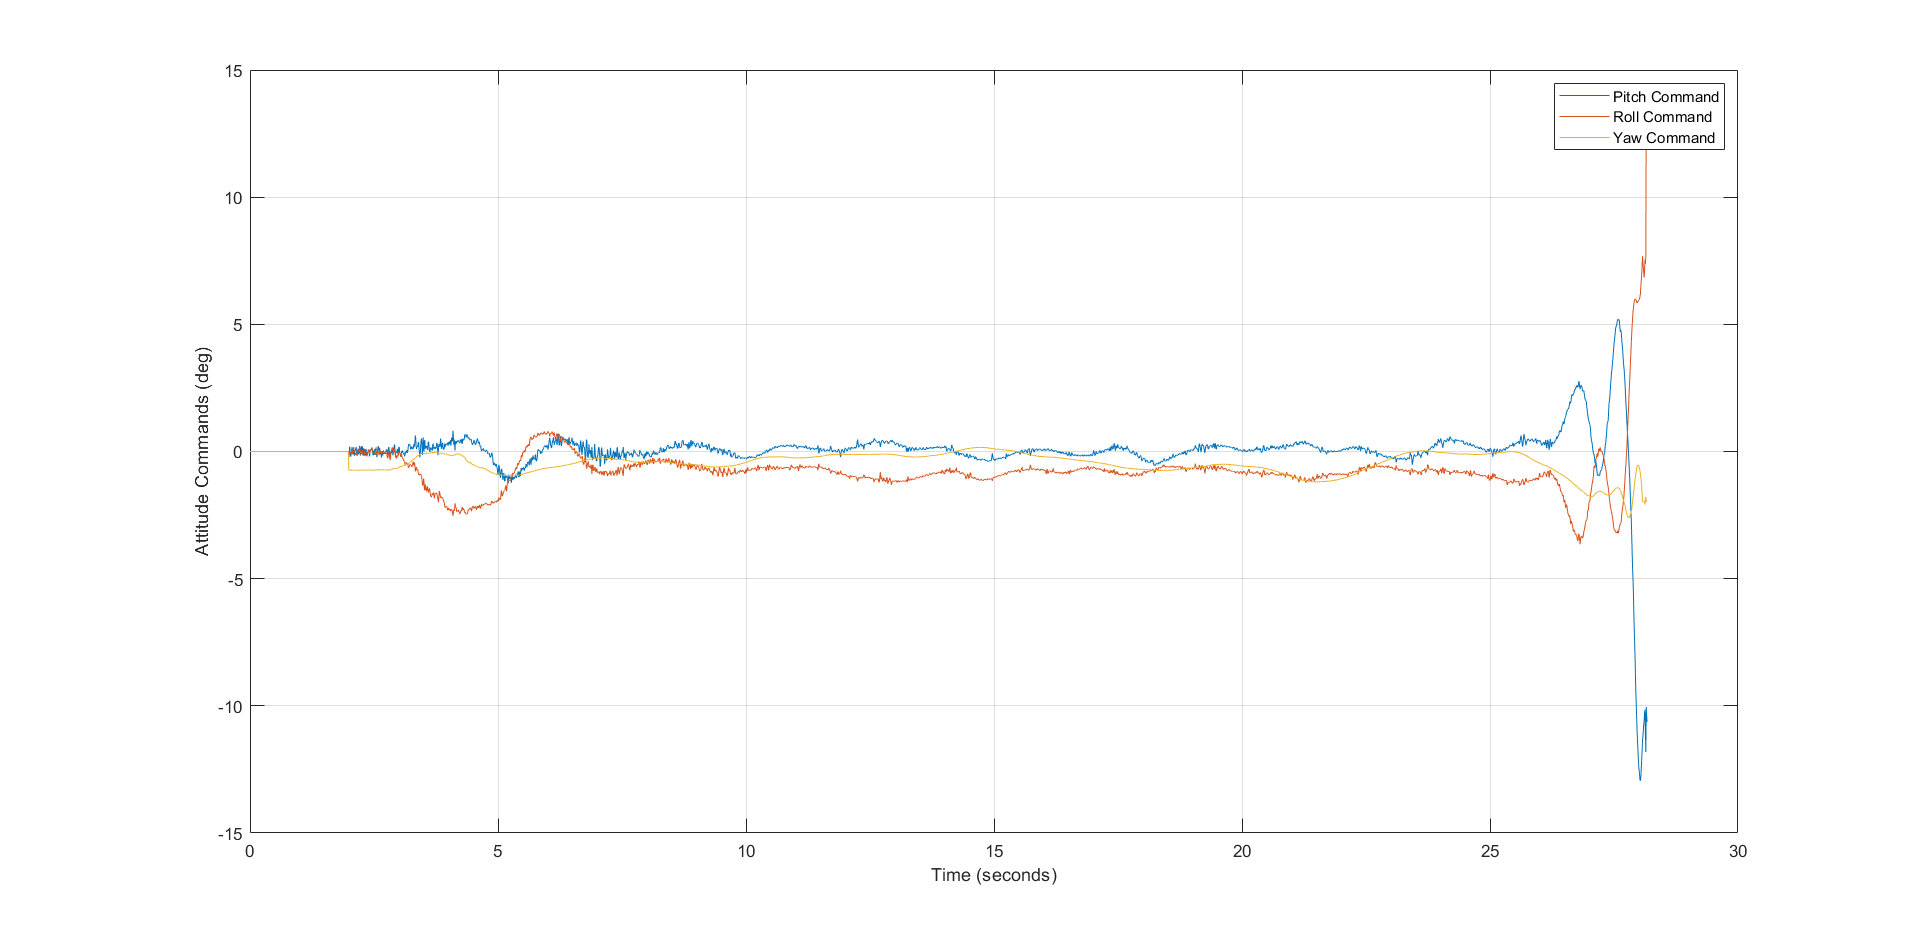 15
10
5
0
-5
-10
-15
Attitude Commands (deg)
Pitch Command
Roll Command
Yaw Command
0 5 10 15 20 25 30
Time (seconds)